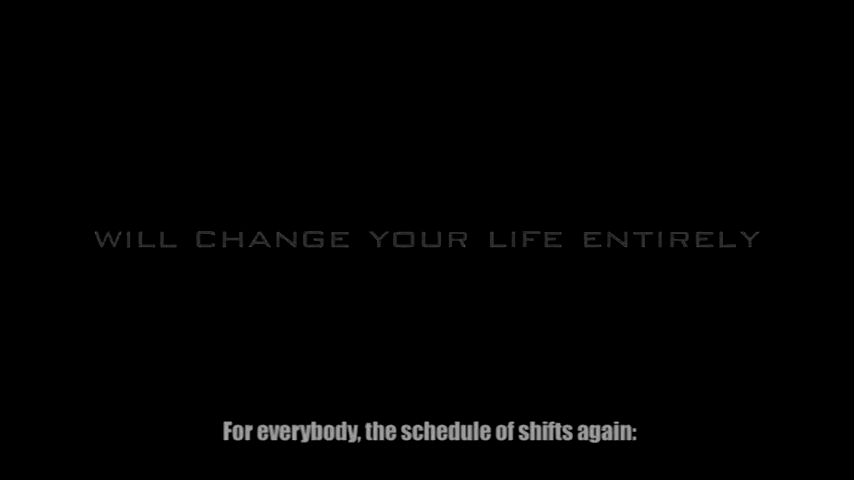 WILL CHANGE YOUR LIFE ENTIRELY
For everybody, the schedule of shifts again: